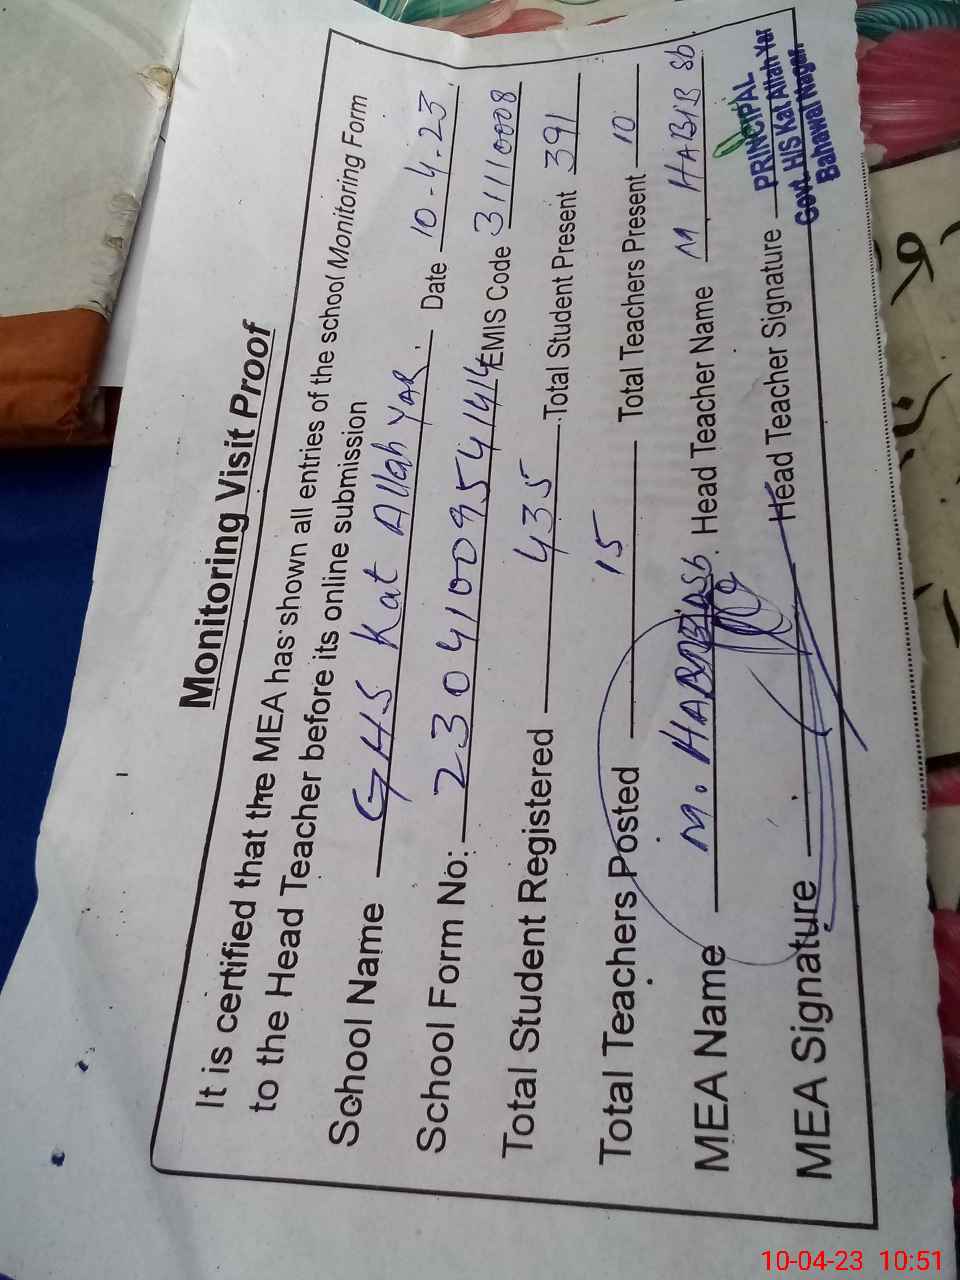 Monitoring Visit Proof
It is certified that the MEA has shown all entries of the school Monitoring Form
to the Head Teacher before its online submission
School Name GHS Kat Allah YAR. Date 10.4.23
School Form No: 23041009541414 EMIS Code 31110008
Total Student Registered 435 Total Student Present 391
Total Teachers Posted 15 Total Teachers Present 10
MEA Name M. HABIB Sb. Head Teacher Name M HABIB Sb.
MEA Signature Head Teacher Signature
PRINCIPAL
Govt. HIS Kat Allah Yar
Bahawal Nagar.
10-04-23 10:51